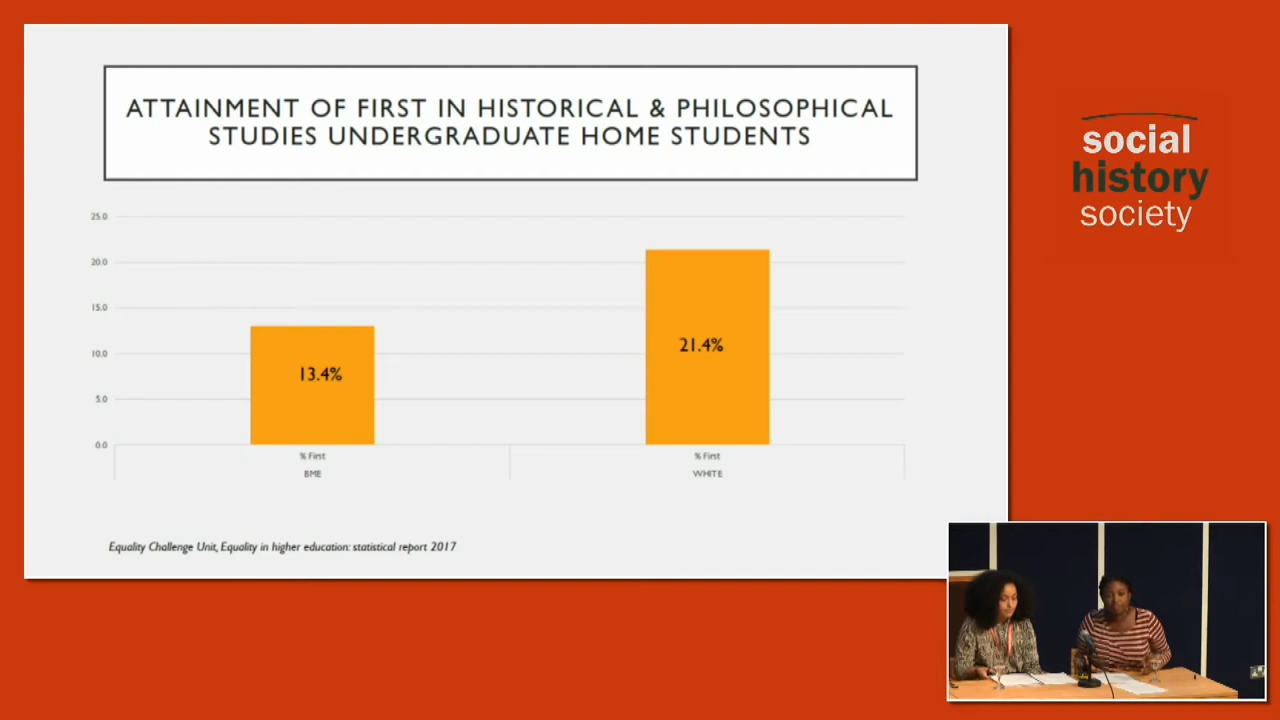 ATTAINMENT OF FIRST IN HISTORICAL & PHILOSOPHICAL
STUDIES UNDERGRADUATE HOME STUDENTS
25.0
20.0
15.0
10.0
5.0
0.0
13.4%
21.4%
% First
% First
BME
WHITE
Equality Challenge Unit, Equality in higher education: statistical report 2017
social
history
society